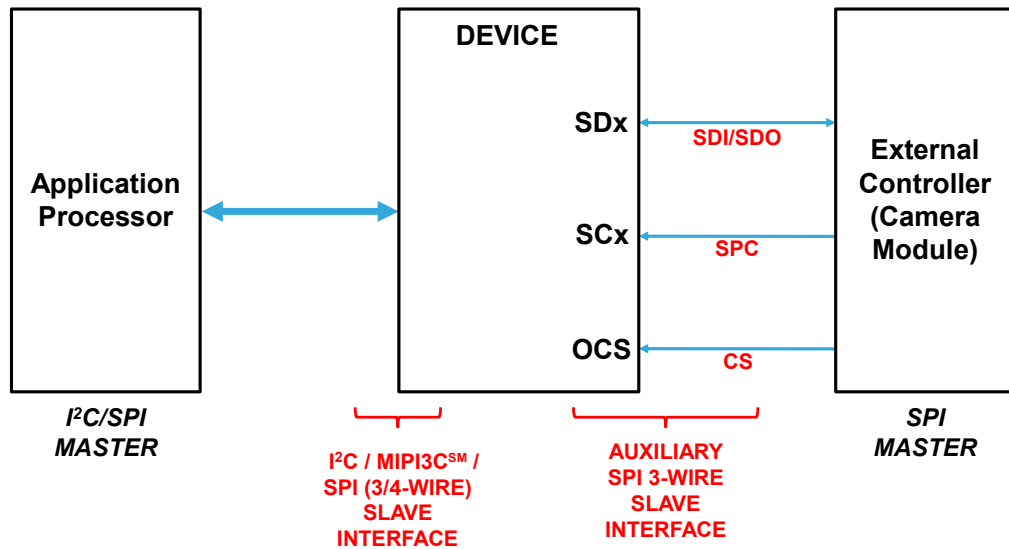 DEVICE
Application
Processor
SDx
SCx
OCS
SDI/SDO
SPC
CS
External
Controller
(Camera
Module)
I²C/SPI
MASTER
I²C / MIPI3C℠ /
SPI (3/4-WIRE)
SLAVE
INTERFACE
AUXILIARY
SPI 3-WIRE
SLAVE
INTERFACE
SPI
MASTER